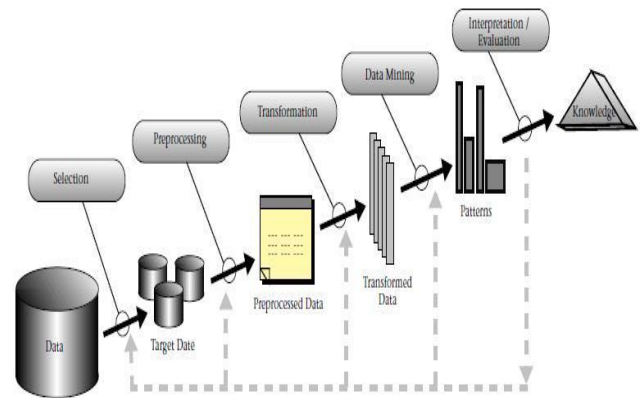 Interpretation /
Evaluation
Data Mining
Transformation
Preprocessing
Selection
Knowledge
Patterns
Transformed
Data
Preprocessed Data
Target Date
Data